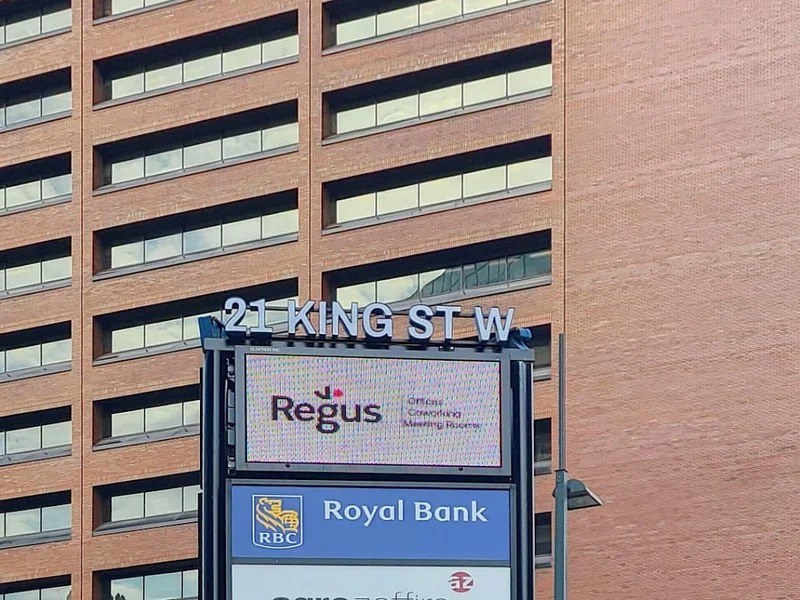 21 KING ST W
Regus
Offices
Coworking
Meeting Rooms
RBC
Royal Bank
az